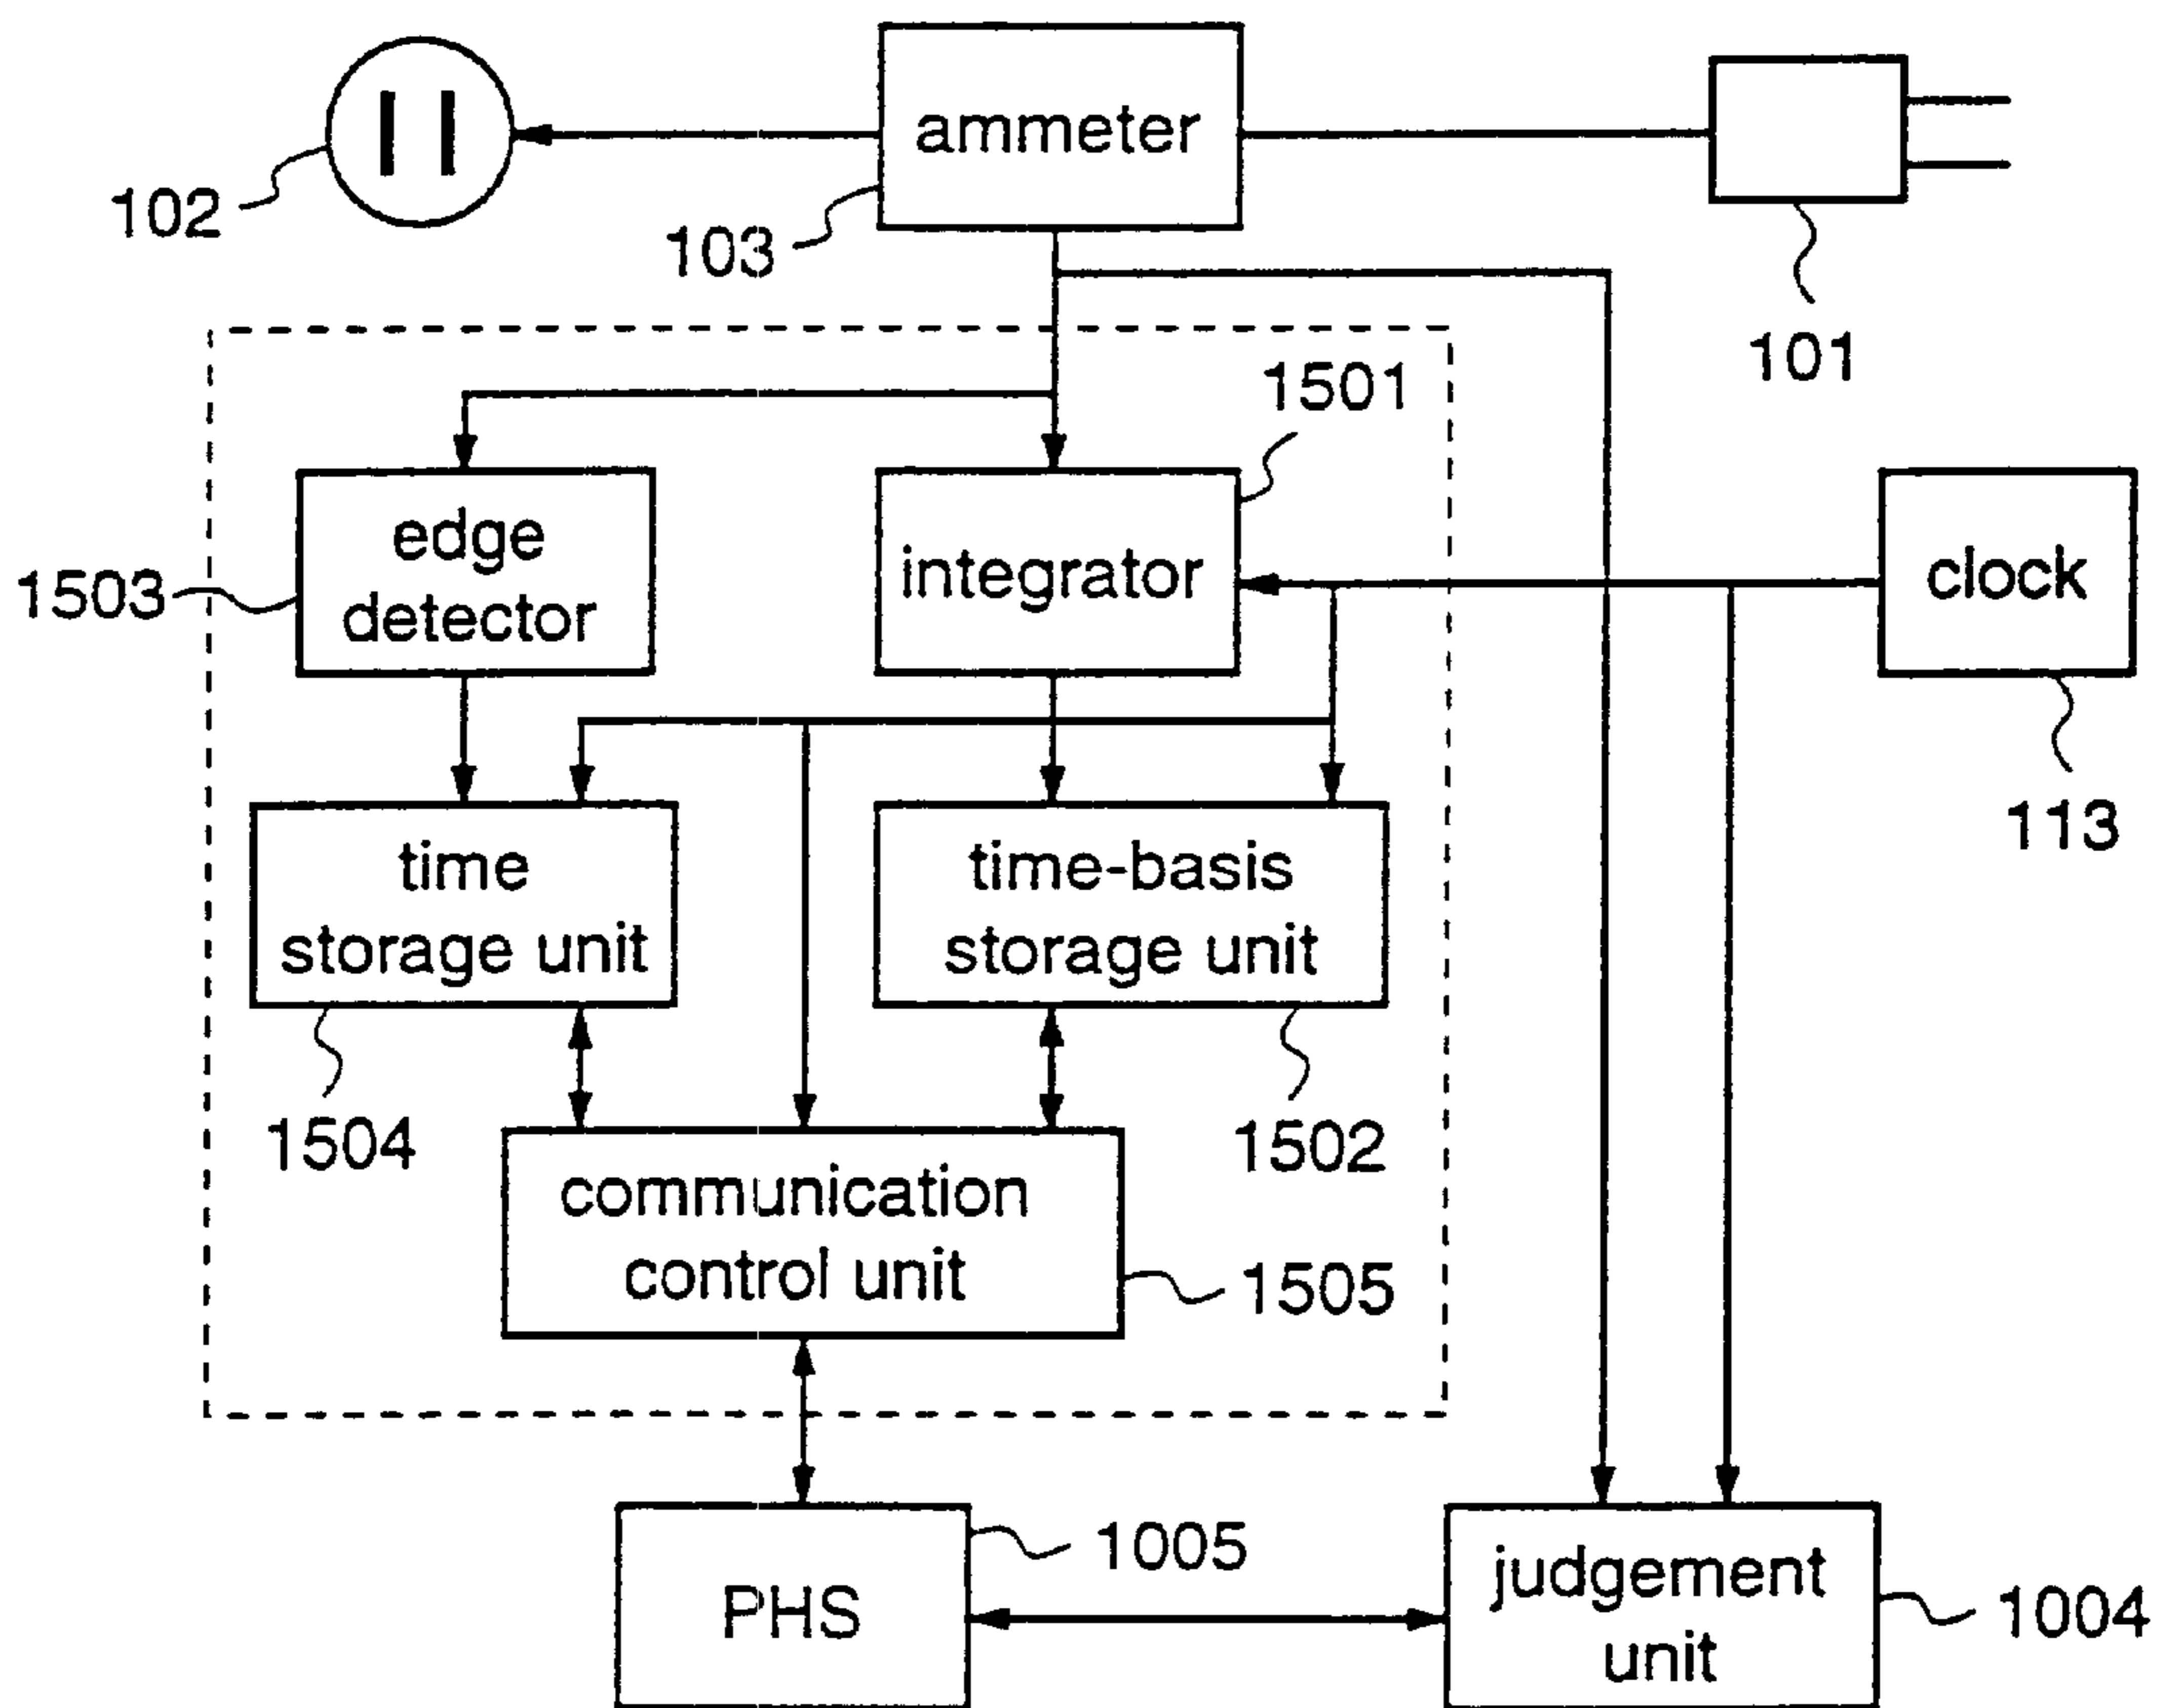 ammeter
102
103
101
1501
edge
detector
integrator
clock
1503
113
time
storage unit
time-basis
storage unit
1504
1502
communication
control unit
1505
PHS
1005
judgement
unit
1004